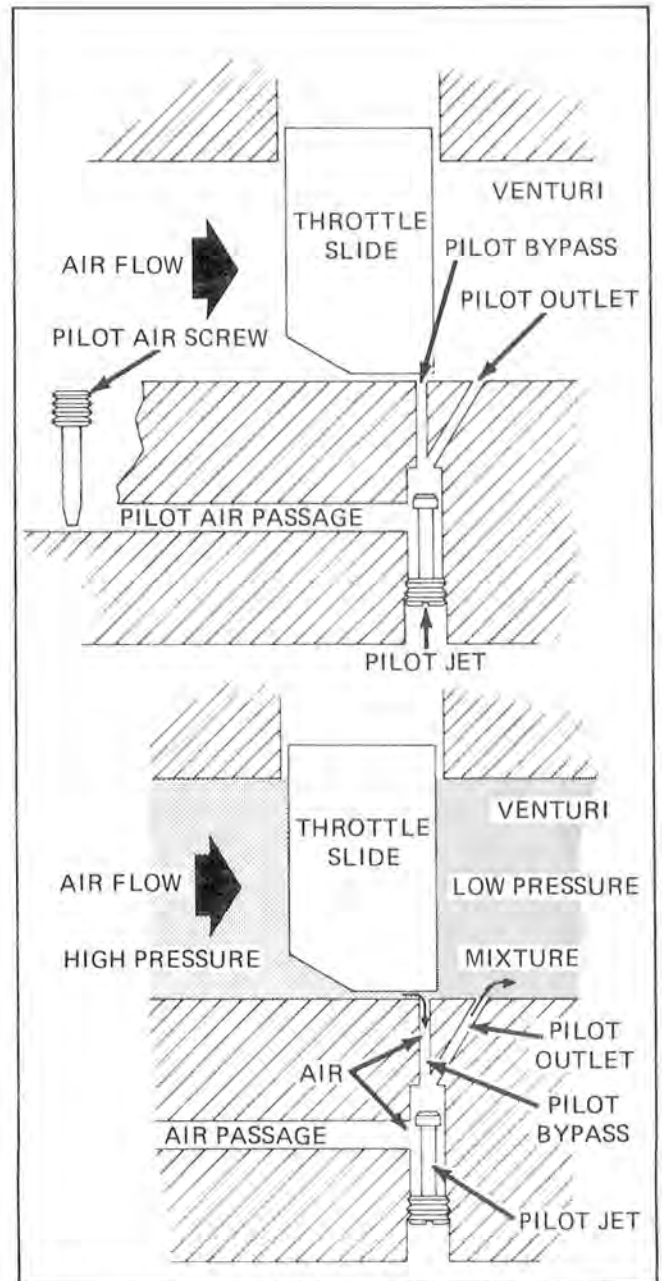 VENTURI
THROTTLE
SLIDE
PILOT BYPASS
AIR FLOW
PILOT OUTLET
PILOT AIR SCREW
PILOT AIR PASSAGE
PILOT JET
VENTURI
THROTTLE
SLIDE
AIR FLOW
LOW PRESSURE
HIGH PRESSURE
MIXTURE
PILOT
OUTLET
AIR
PILOT
BYPASS
AIR PASSAGE
PILOT JET